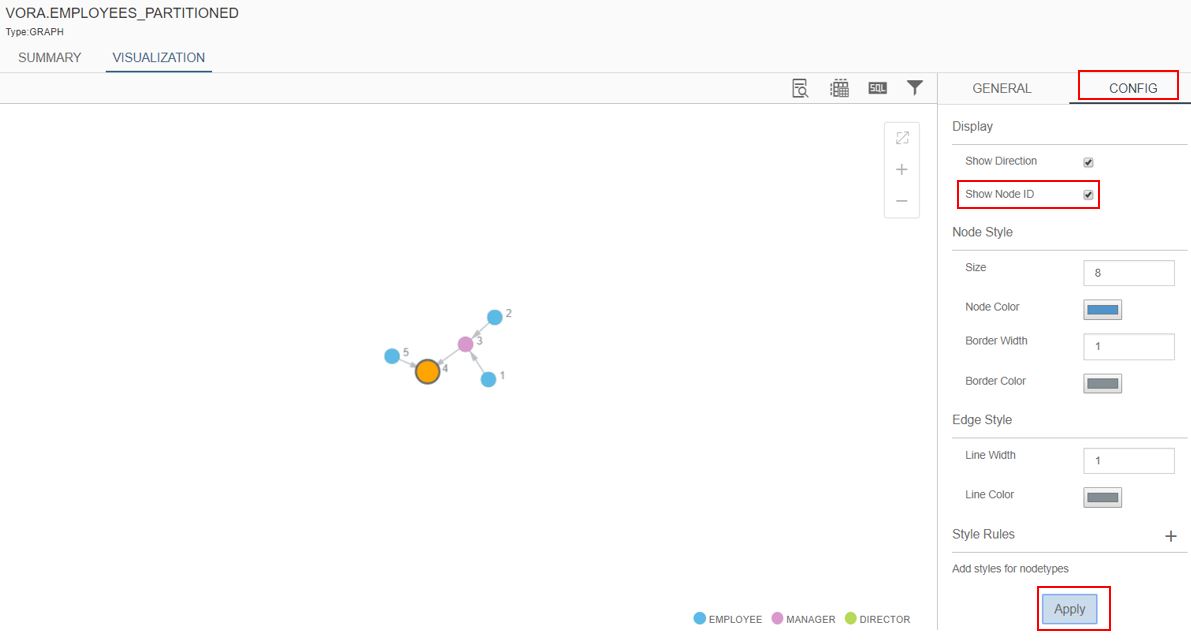 VORA.EMPLOYEES_PARTITIONED
Type:GRAPH
SUMMARY VISUALIZATION
SQL
GENERAL CONFIG
Display
Show Direction
Show Node ID
Node Style
Size 8
Node Color
Border Width 1
Border Color
Edge Style
Line Width 1
Line Color
Style Rules +
Add styles for nodetypes
Apply
2
3
5
4
1
EMPLOYEE MANAGER DIRECTOR